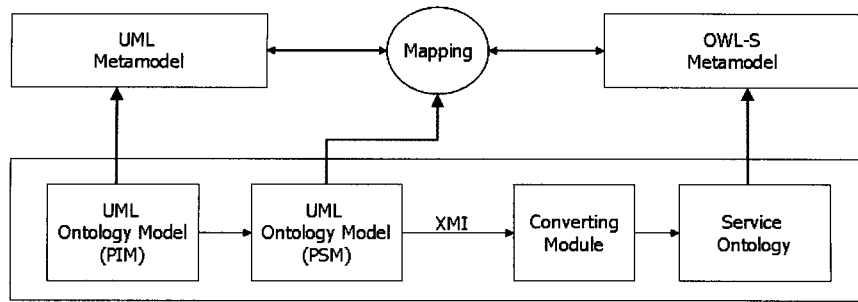 UML
Metamodel
Mapping
OWL-S
Metamodel
UML
Ontology Model
(PIM)
UML
Ontology Model
(PSM)
XMI
Converting
Module
Service
Ontology